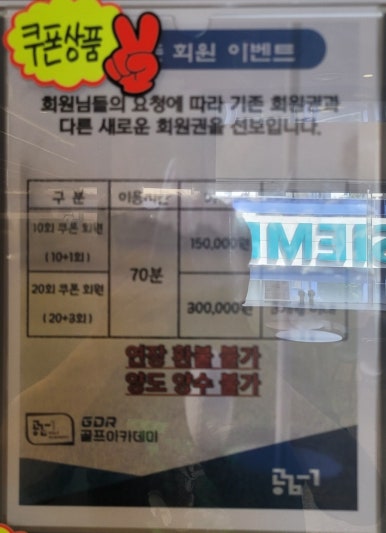 쿠폰상품
회원 이벤트
회원님들의 요청에 따라 기존 회원권과
다른 새로운 회원권을 선보입니다.
구 분
이용시간
10회 쿠폰 회원
(10+1회)
70분
150,000원
20회 쿠폰 회원
(20+3회)
300,000원
연장 환불 불가
양도 양수 불가
GDR
골프아카데미